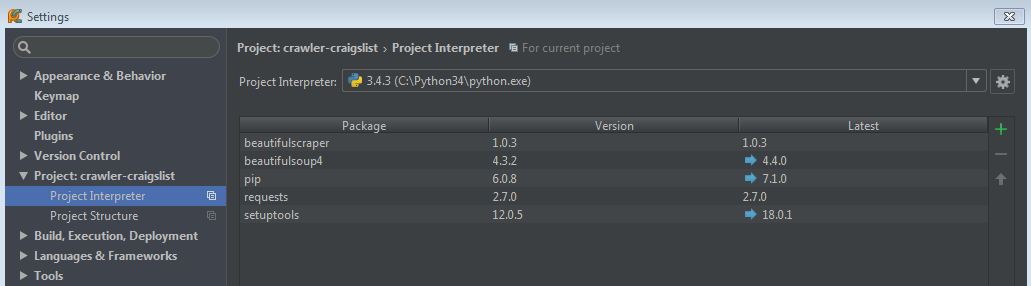 Settings
Project: crawler-craigslist › Project Interpreter For current project
Appearance & Behavior
Keymap
Editor
Plugins
Version Control
Project: crawler-craigslist
Project Interpreter
Project Structure
Build, Execution, Deployment
Languages & Frameworks
Tools
Project Interpreter: 3.4.3 (C:\Python34\python.exe)
Package Version Latest
beautifulscraper 1.0.3 1.0.3
beautifulsoup4 4.3.2 4.4.0
pip 6.0.8 7.1.0
requests 2.7.0 2.7.0
setuptools 12.0.5 18.0.1